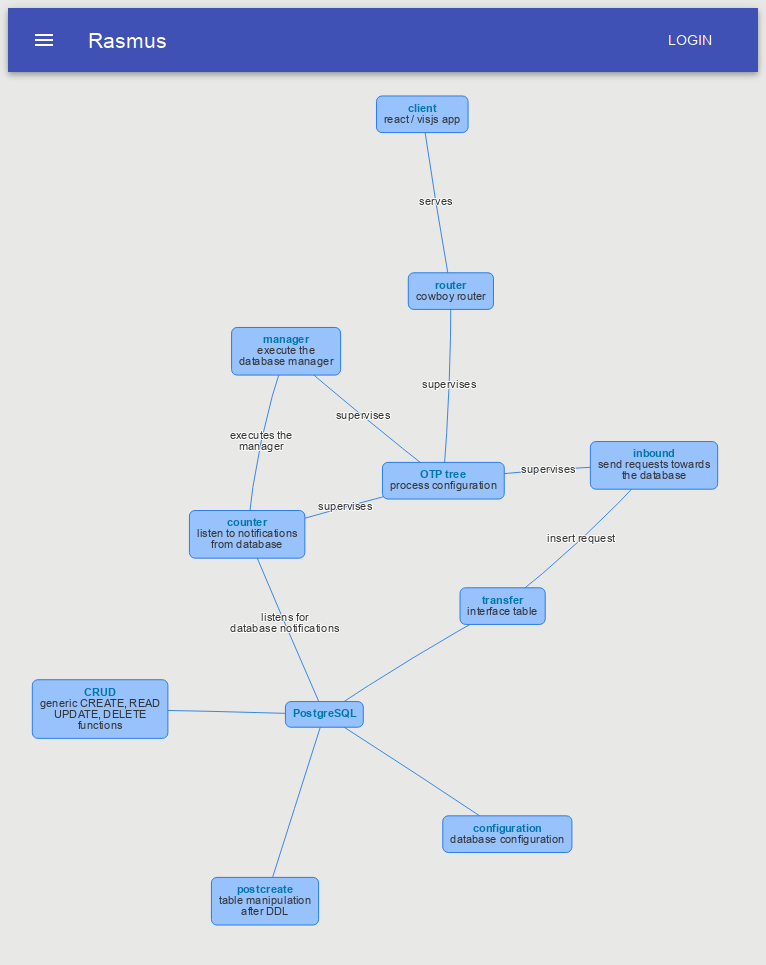 Rasmus
LOGIN
client
react / visjs app
serves
router
cowboy router
manager
execute the
database manager
supervises
supervises
executes the
manager
inbound
send requests towards
the database
supervises
OTP tree
process configuration
supervises
counter
listen to notifications
from database
insert request
transfer
interface table
listens for
database notifications
CRUD
generic CREATE, READ
UPDATE, DELETE
functions
PostgreSQL
configuration
database configuration
postcreate
table manipulation
after DDL